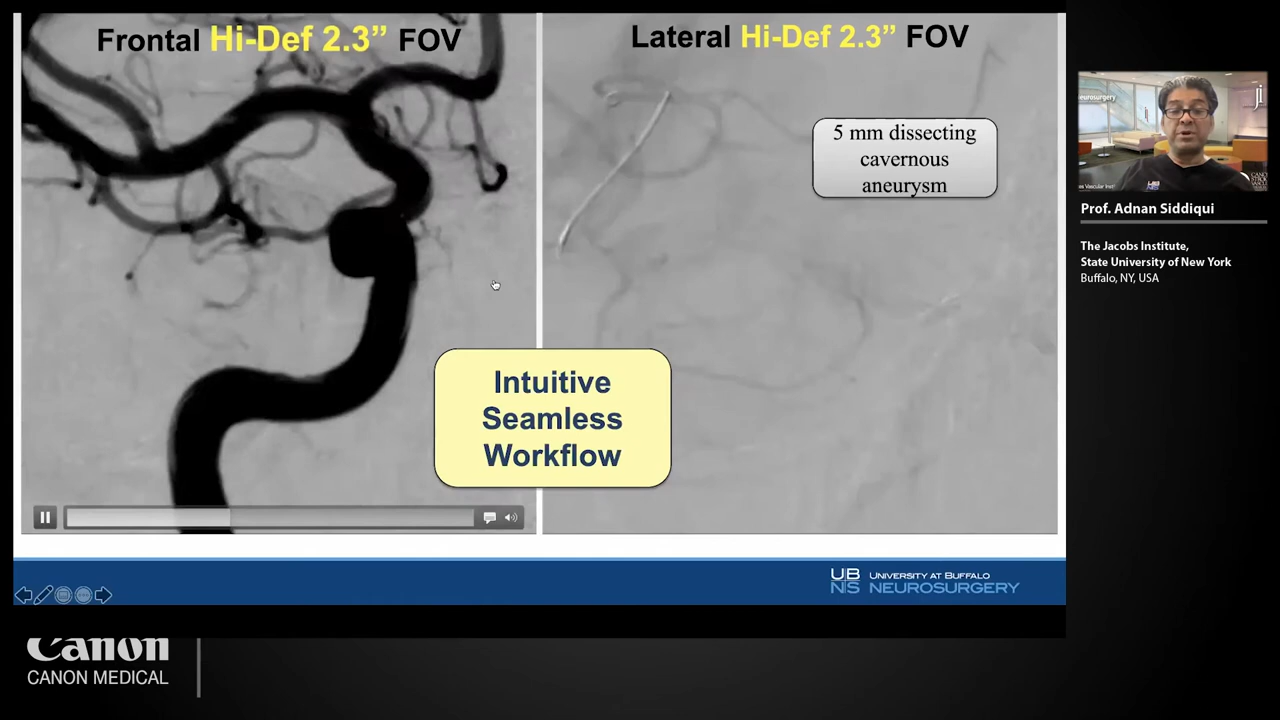 Frontal Hi-Def 2.3” FOV
Lateral Hi-Def 2.3” FOV
5 mm dissecting
cavernous
aneurysm
Intuitive
Seamless
Workflow
UB
NS
UNIVERSITY AT BUFFALO
NEUROSURGERY
Prof. Adnan Siddiqui
The Jacobs Institute,
State University of New York
Buffalo, NY, USA
Canon
CANON MEDICAL